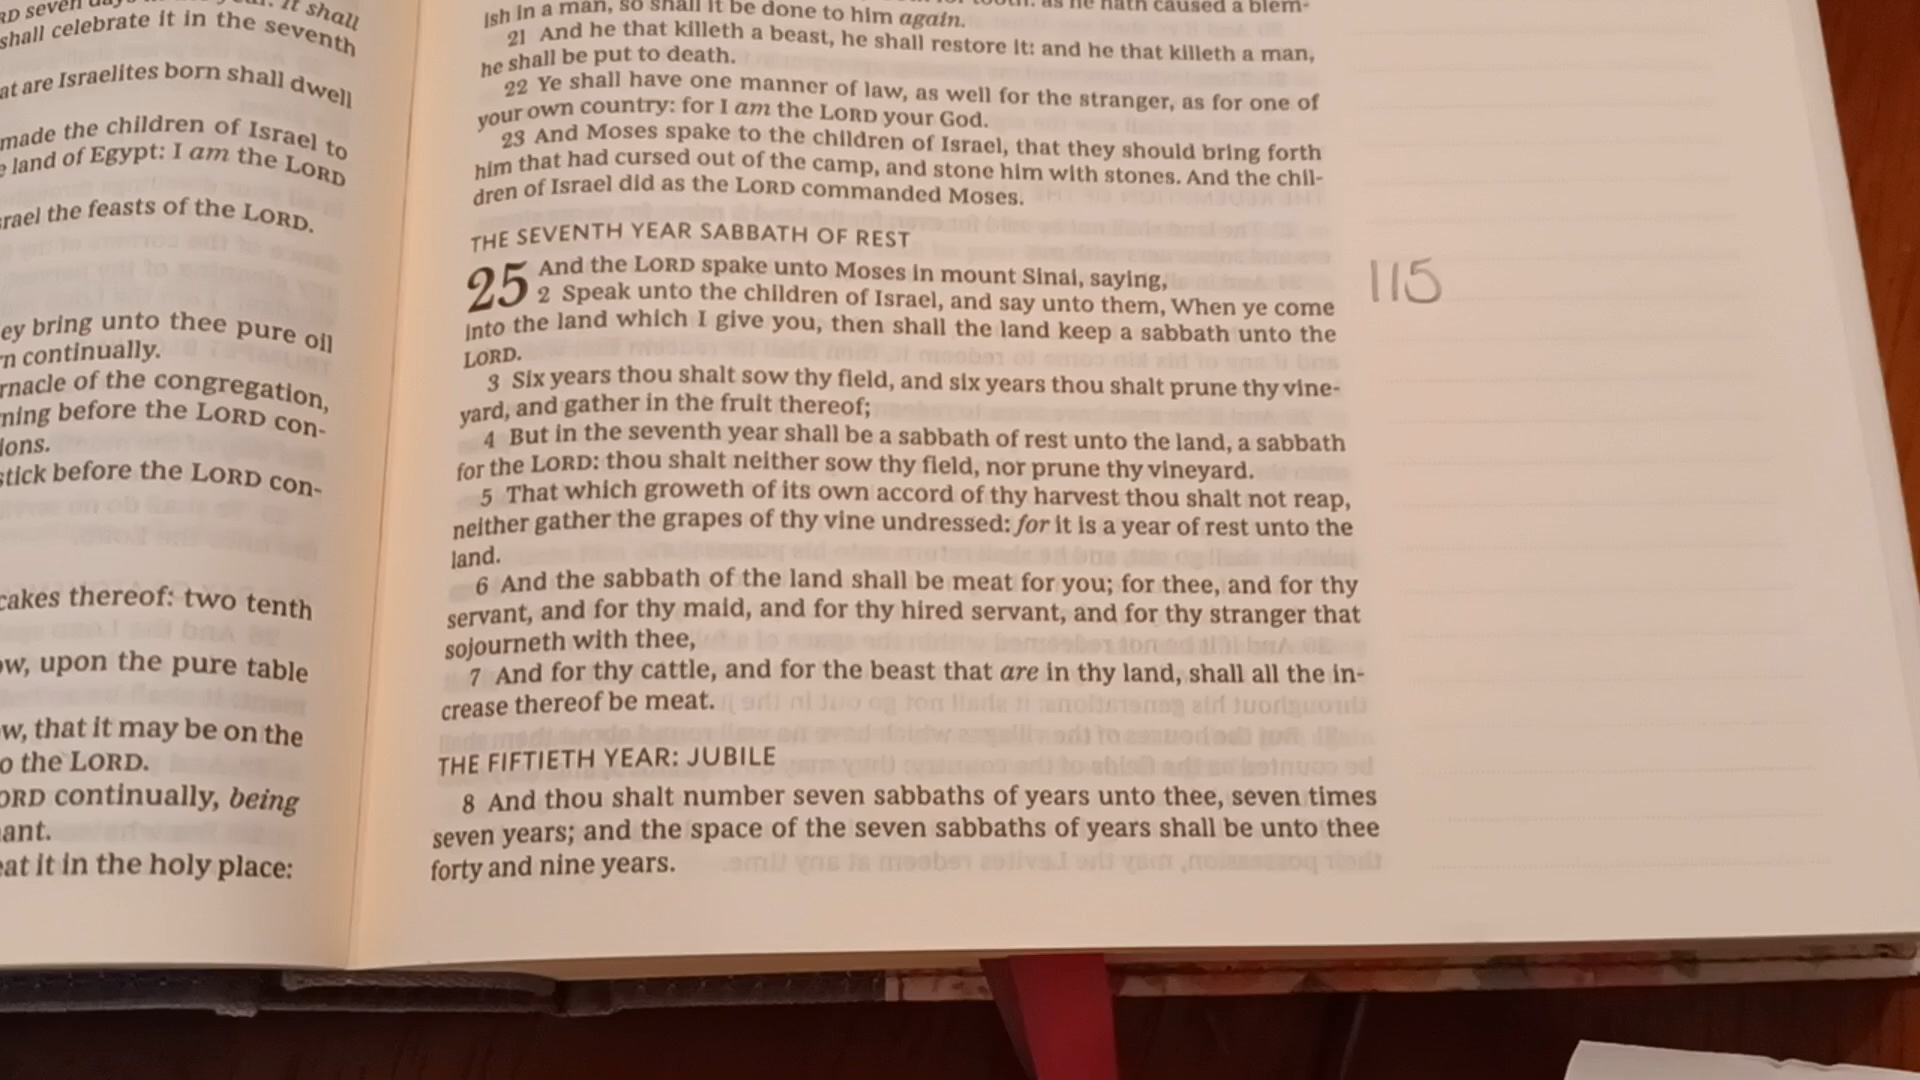 seven
It shall
shall celebrate it in the seventh
at are Israelites born shall dwell
made the children of Israel to
land of Egypt: I am the LORD
rael the feasts of the LORD.
ey bring unto thee pure oil
n continually.
rnacle of the congregation,
ning before the LORD con-
ions.
stick before the LORD con-
cakes thereof: two tenth
ow, upon the pure table
w, that it may be on the
o the LORD.
ORD continually, being
ant.
eat it in the holy place:
as he hath caused a blem-
ish in a man, so shall it be done to him again.
21 And he that killeth a beast, he shall restore it: and he that killeth a man,
he shall be put to death.
22 Ye shall have one manner of law, as well for the stranger, as for one of
your own country: for I am the LORD your God.
23 And Moses spake to the children of Israel, that they should bring forth
him that had cursed out of the camp, and stone him with stones. And the chil-
dren of Israel did as the LORD commanded Moses.
THE SEVENTH YEAR SABBATH OF REST
25 And the LORD spake unto Moses in mount Sinai, saying,
2 Speak unto the children of Israel, and say unto them, When ye come
into the land which I give you, then shall the land keep a sabbath unto the
LORD.
3 Six years thou shalt sow thy field, and six years thou shalt prune thy vine-
yard, and gather in the fruit thereof;
4 But in the seventh year shall be a sabbath of rest unto the land, a sabbath
for the LORD: thou shalt neither sow thy field, nor prune thy vineyard.
5 That which groweth of its own accord of thy harvest thou shalt not reap,
neither gather the grapes of thy vine undressed: for it is a year of rest unto the
land.
6 And the sabbath of the land shall be meat for you; for thee, and for thy
servant, and for thy maid, and for thy hired servant, and for thy stranger that
sojourneth with thee,
7 And for thy cattle, and for the beast that are in thy land, shall all the in-
crease thereof be meat.
THE FIFTIETH YEAR: JUBILE
8 And thou shalt number seven sabbaths of years unto thee, seven times
seven years; and the space of the seven sabbaths of years shall be unto thee
forty and nine years.
115